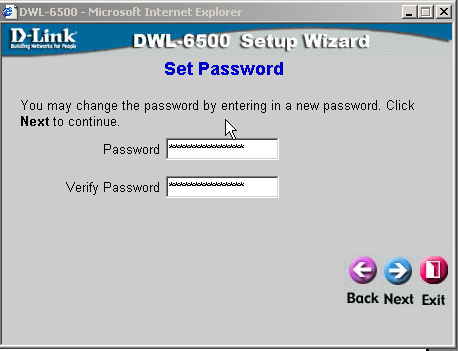 DWL-6500 - Microsoft Internet Explorer
D-Link
Building Networks for People
DWL-6500 Setup Wizard
Set Password
You may change the password by entering in a new password. Click
Next to continue.
Password ****************
Verify Password ****************
Back Next Exit